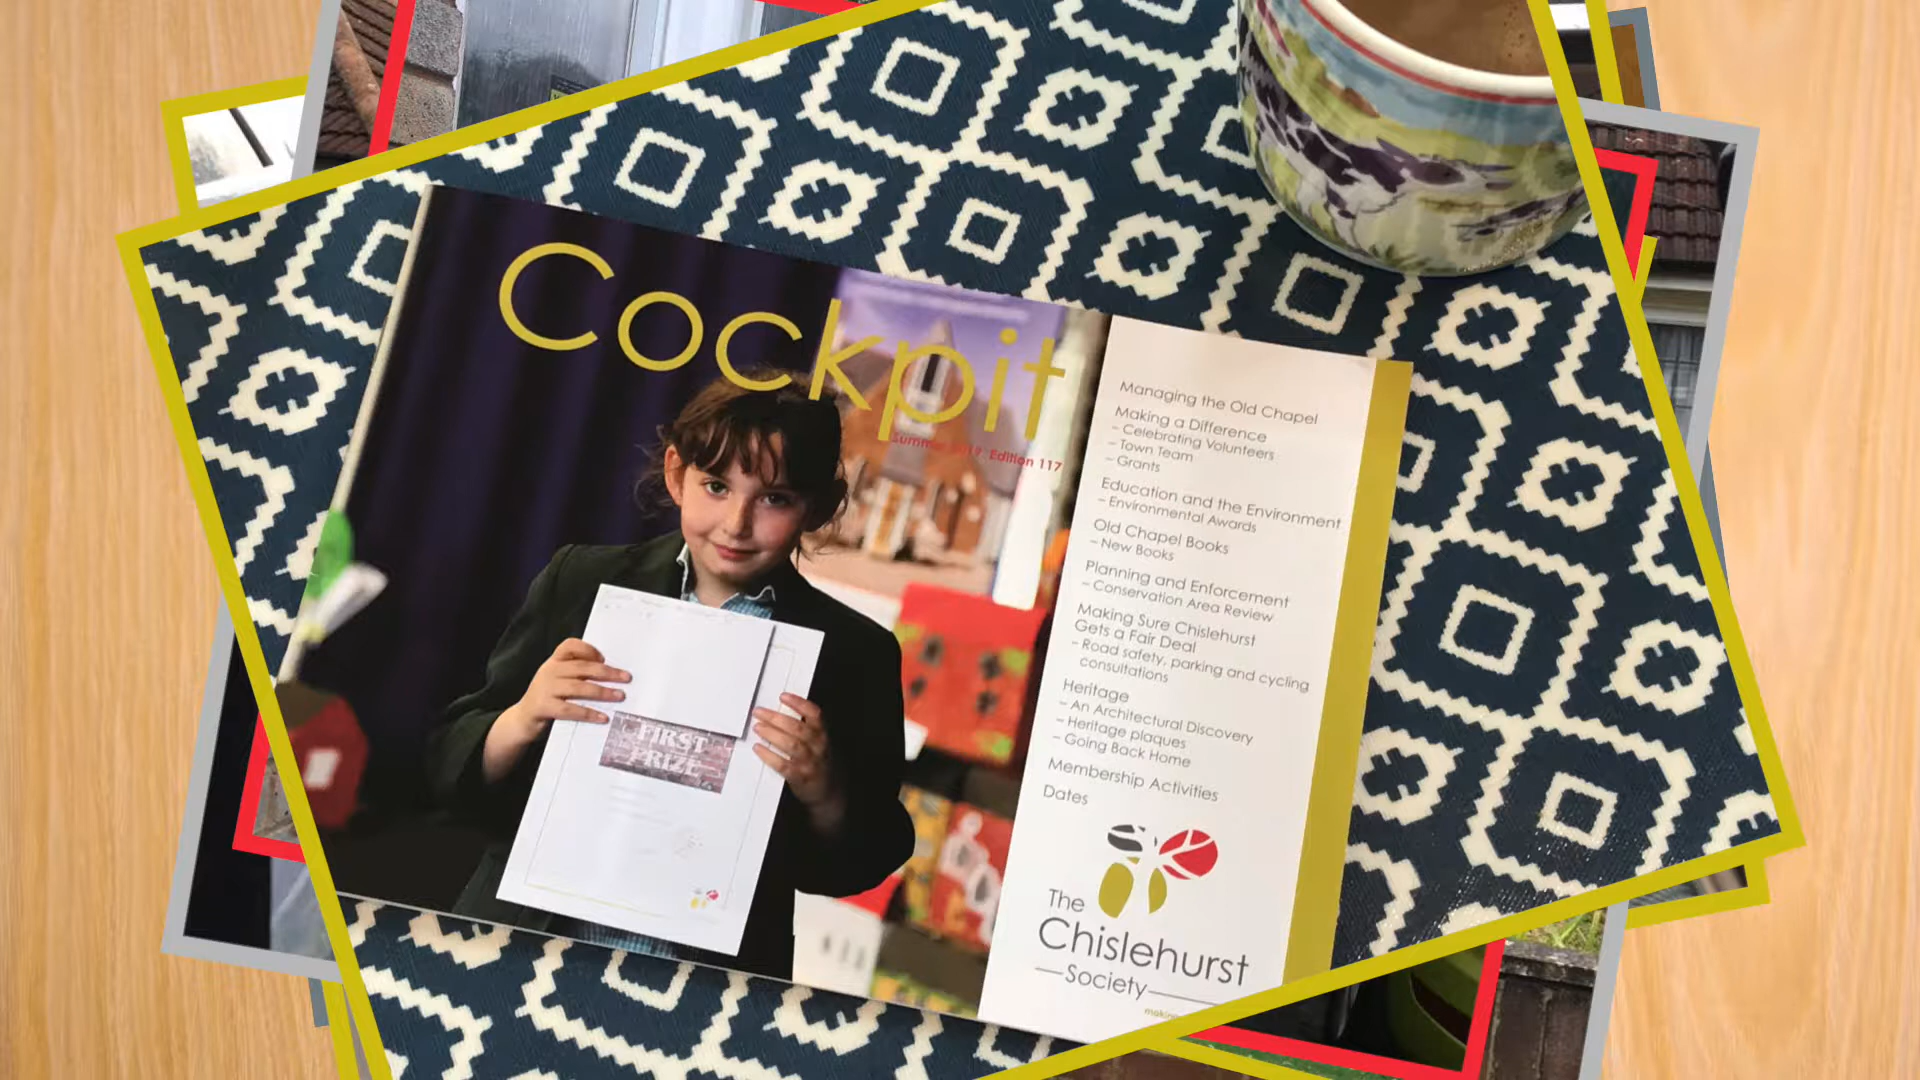 Cockpit
Edition 117
FIRST
PRIZE
Managing the Old Chapel
Making a Difference
– Celebrating Volunteers
– Town Team
– Grants
Education and the Environment
– Environmental Awards
Old Chapel Books
– New Books
Planning and Enforcement
– Conservation Area Review
Making Sure Chislehurst
Gets a Fair Deal
– Road safety, parking and cycling
consultations
Heritage
– An Architectural Discovery
– Heritage plaques
– Going Back Home
Membership Activities
Dates
The
Chislehurst
Society